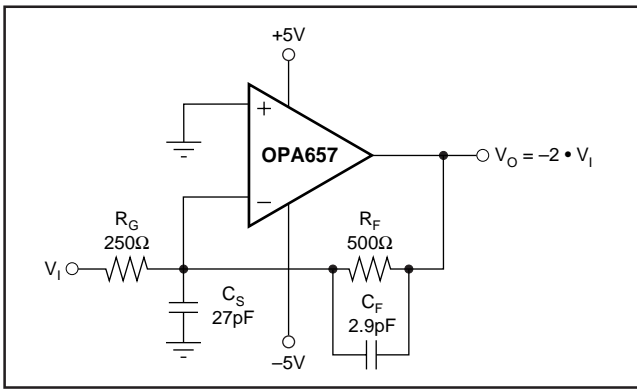 +5V
+
OPA657
−
V_O = −2 • V_I
R_G
250Ω
R_F
500Ω
V_I
C_S
27pF
C_F
2.9pF
−5V